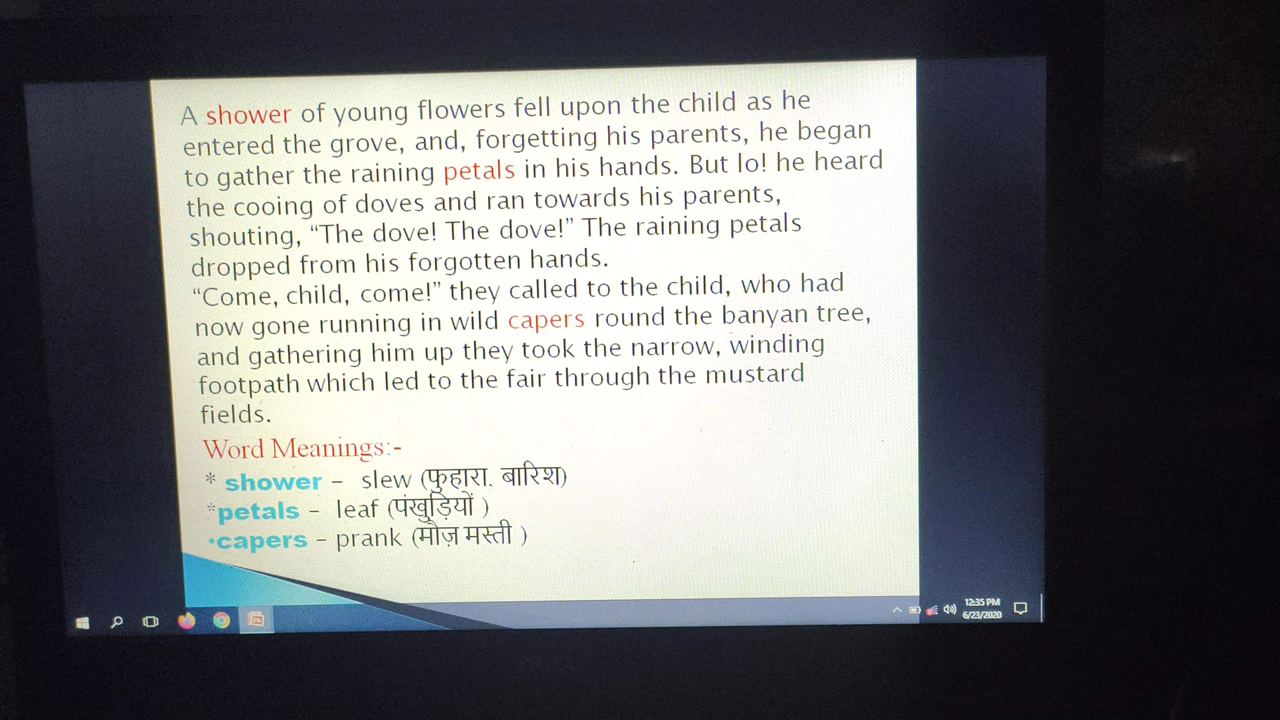 A shower of young flowers fell upon the child as he
entered the grove, and, forgetting his parents, he began
to gather the raining petals in his hands. But lo! he heard
the cooing of doves and ran towards his parents,
shouting, “The dove! The dove!” The raining petals
dropped from his forgotten hands.
“Come, child, come!” they called to the child, who had
now gone running in wild capers round the banyan tree,
and gathering him up they took the narrow, winding
footpath which led to the fair through the mustard
fields.
Word Meanings:-
* shower – slew (फुहारा. बारिश)
*petals – leaf (पंखुड़ियों )
•capers – prank (मौज़ मस्ती )
12:35 PM
6/23/2020